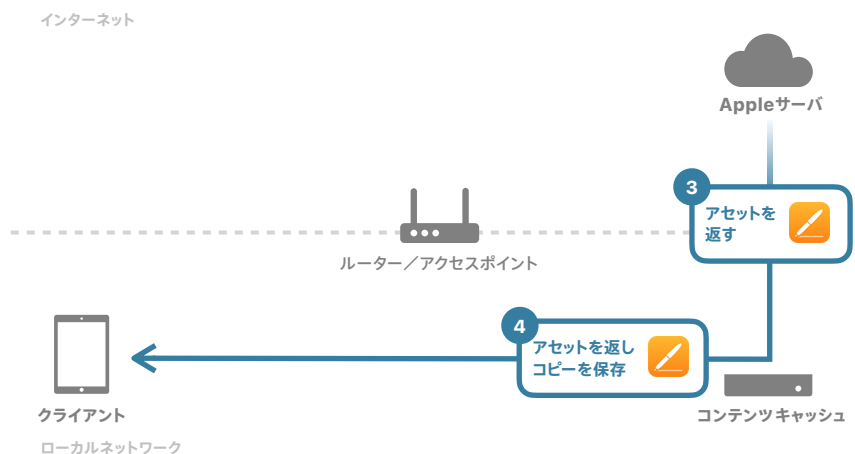 インターネット
Appleサーバ
3
アセットを
返す
ルーター／アクセスポイント
4
アセットを返し
コピーを保存
クライアント
コンテンツキャッシュ
ローカルネットワーク